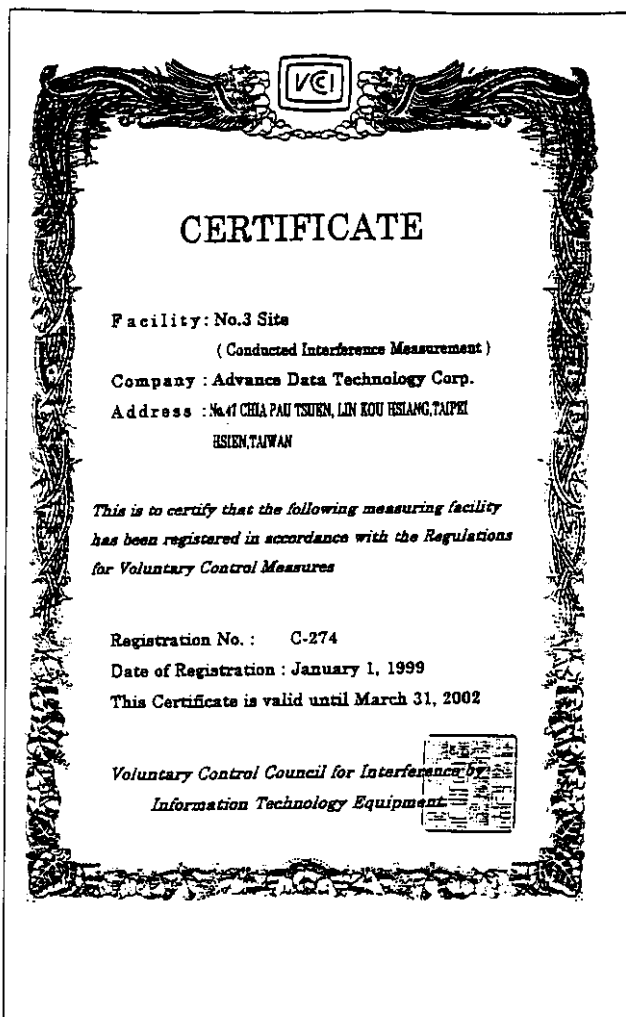 VCCI
CERTIFICATE
Facility: No.3 Site
( Conducted Interference Measurement )
Company : Advance Data Technology Corp.
Address : No.47 CHIA PAU TSUEN, LIN KOU HSIANG,TAIPEI
HSIEN,TAIWAN
This is to certify that the following measuring facility
has been registered in accordance with the Regulations
for Voluntary Control Measures
Registration No. : C-274
Date of Registration : January 1, 1999
This Certificate is valid until March 31, 2002
Voluntary Control Council for Interference by
Information Technology Equipment